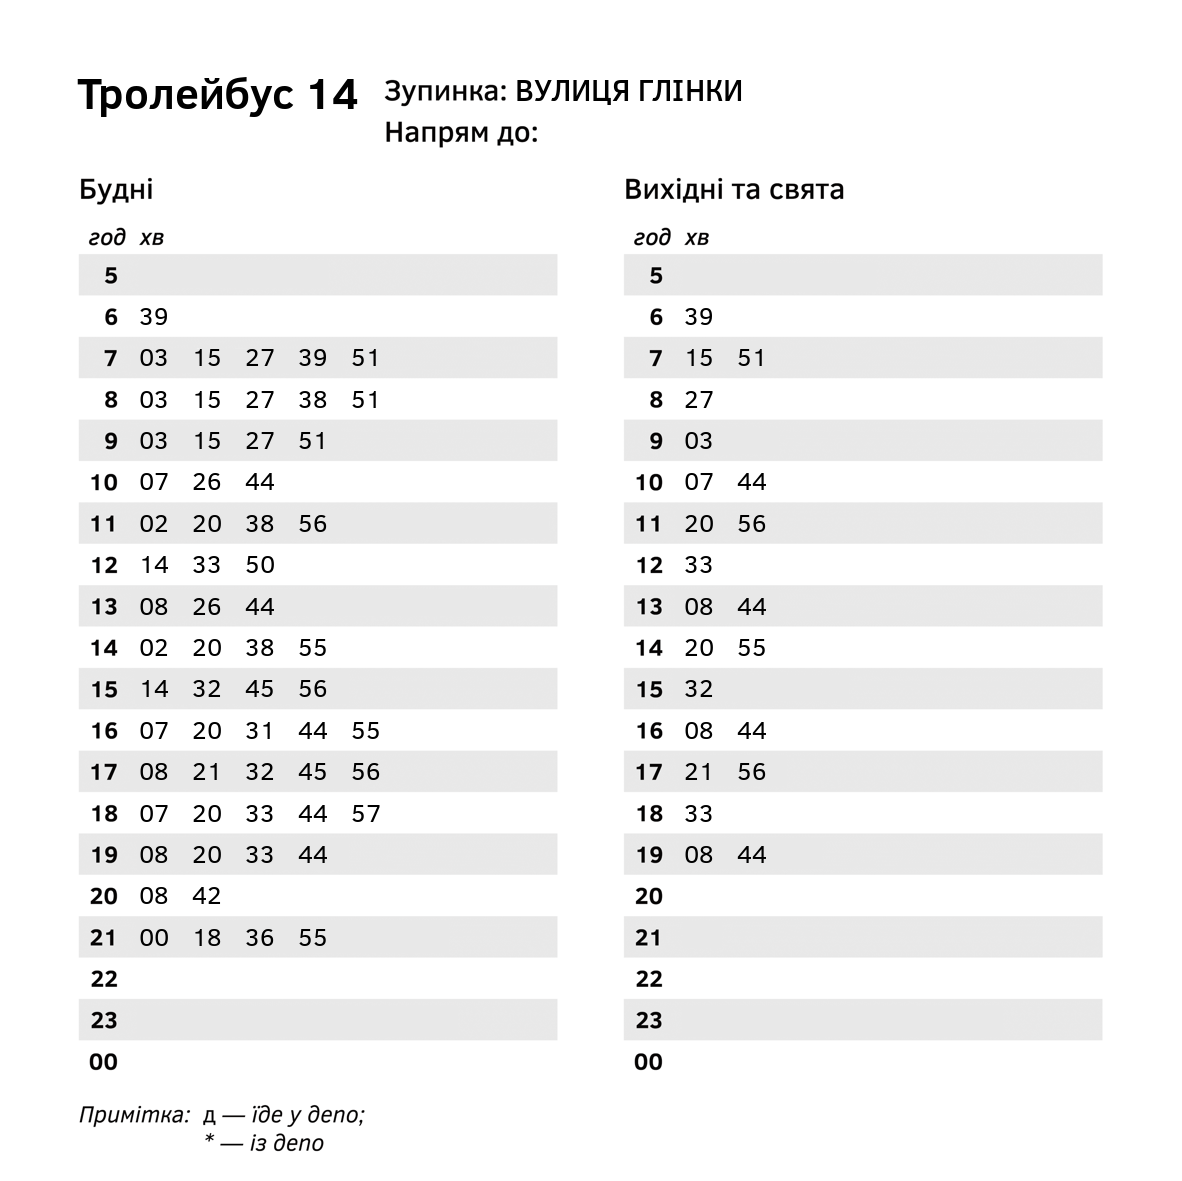 Тролейбус 14
Зупинка: ВУЛИЦЯ ГЛІНКИ
Напрям до:
Будні
год хв
5
6 39
7 03 15 27 39 51
8 03 15 27 38 51
9 03 15 27 51
10 07 26 44
11 02 20 38 56
12 14 33 50
13 08 26 44
14 02 20 38 55
15 14 32 45 56
16 07 20 31 44 55
17 08 21 32 45 56
18 07 20 33 44 57
19 08 20 33 44
20 08 42
21 00 18 36 55
22
23
00
Вихідні та свята
год хв
5
6 39
7 15 51
8 27
9 03
10 07 44
11 20 56
12 33
13 08 44
14 20 55
15 32
16 08 44
17 21 56
18 33
19 08 44
20
21
22
23
00
Примітка: д — їде у депо;
* — із депо